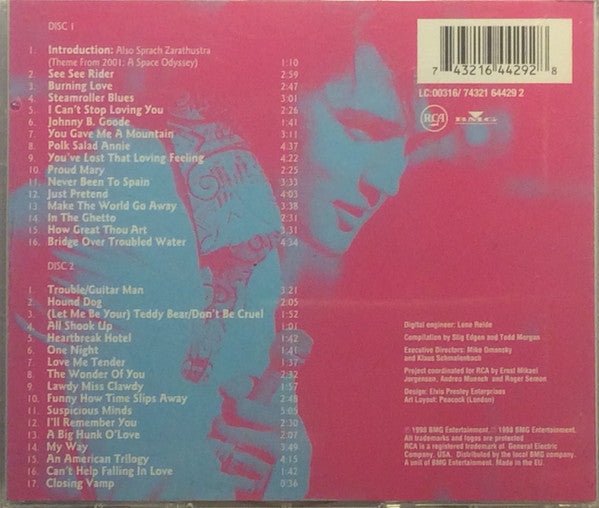 DISC 1
1. Introduction: Also Sprach Zarathustra
(Theme From 2001: A Space Odyssey) 1:10
2. See See Rider 2:59
3. Burning Love 2:57
4. Steamroller Blues 3:01
5. I Can't Stop Loving You 2:26
6. Johnny B. Goode 1:42
7. You Gave Me A Mountain 3:11
8. Polk Salad Annie 3:09
9. You've Lost That Loving Feeling 4:22
10. Proud Mary 2:25
11. Never Been To Spain 3:23
12. Just Pretend 4:03
13. Make The World Go Away 3:38
14. In The Ghetto 2:31
15. How Great Thou Art 3:21
16. Bridge Over Troubled Water 4:34
DISC 2
1. Trouble/Guitar Man 3:21
2. Hound Dog 2:05
3. (Let Me Be Your) Teddy Bear/Don't Be Cruel 1:52
4. All Shook Up 1:05
5. Heartbreak Hotel 1:50
6. One Night 1:41
7. Love Me Tender 1:57
8. The Wonder Of You 2:32
9. Lawdy Miss Clawdy 2:10
10. Funny How Time Slips Away 2:38
11. Suspicious Minds 5:05
12. I'll Remember You 2:30
13. A Big Hunk O'Love 2:05
14. My Way 3:44
15. An American Trilogy 4:15
16. Can't Help Falling In Love 1:42
17. Closing Vamp 0:36
7 43216 44292 8
LC:00316/ 74321 64429 2
RCA BMG
Digital engineer: Lene Reidel
Compilation by Stig Edgen and Todd Morgan
Executive Directors: Mike Omansky
and Klaus Schmalenbach
Project coordinated for RCA by Ernst Mikael
Jorgensen, Andrea Muench and Roger Semon
Design: Elvis Presley Enterprises
Art Layout: Peacock (London)
℗ 1998 BMG Entertainment. © 1998 BMG Entertainment.
All trademarks and logos are protected
RCA is a registered trademark of General Electric
Company, USA. Distributed by the local BMG company.
A unit of BMG Entertainment. Made in the EU.